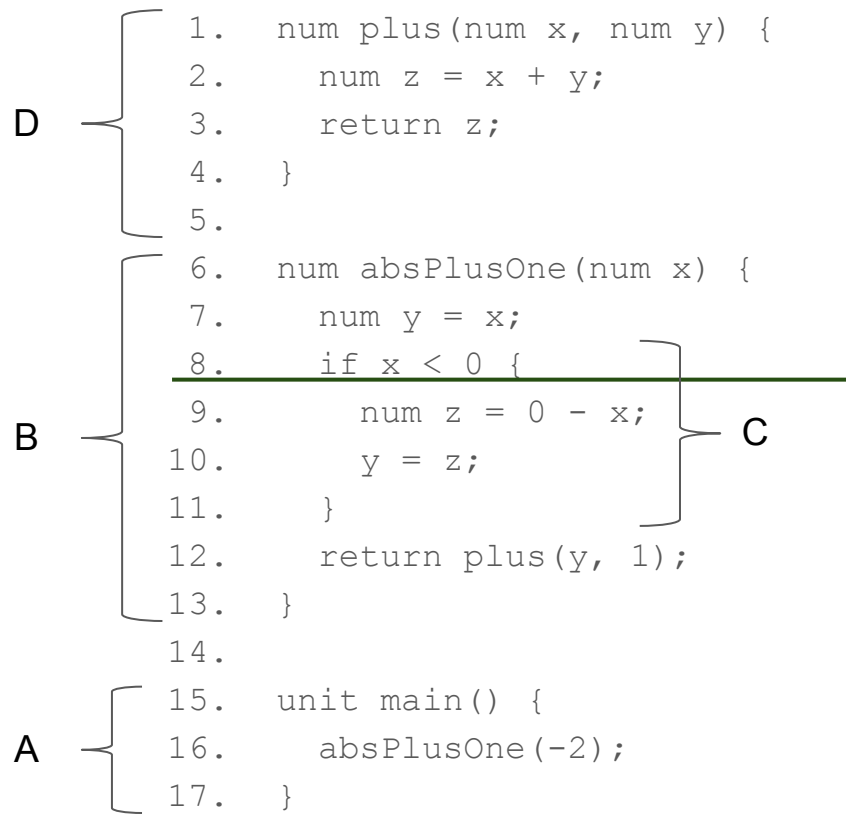 1. num plus(num x, num y) {
2. num z = x + y;
D 3. return z;
4. }
5.
6. num absPlusOne(num x) {
7. num y = x;
8. if x < 0 {
B 9. num z = 0 - x; C
10. y = z;
11. }
12. return plus(y, 1);
13. }
14.
15. unit main() {
A 16. absPlusOne(-2);
17. }